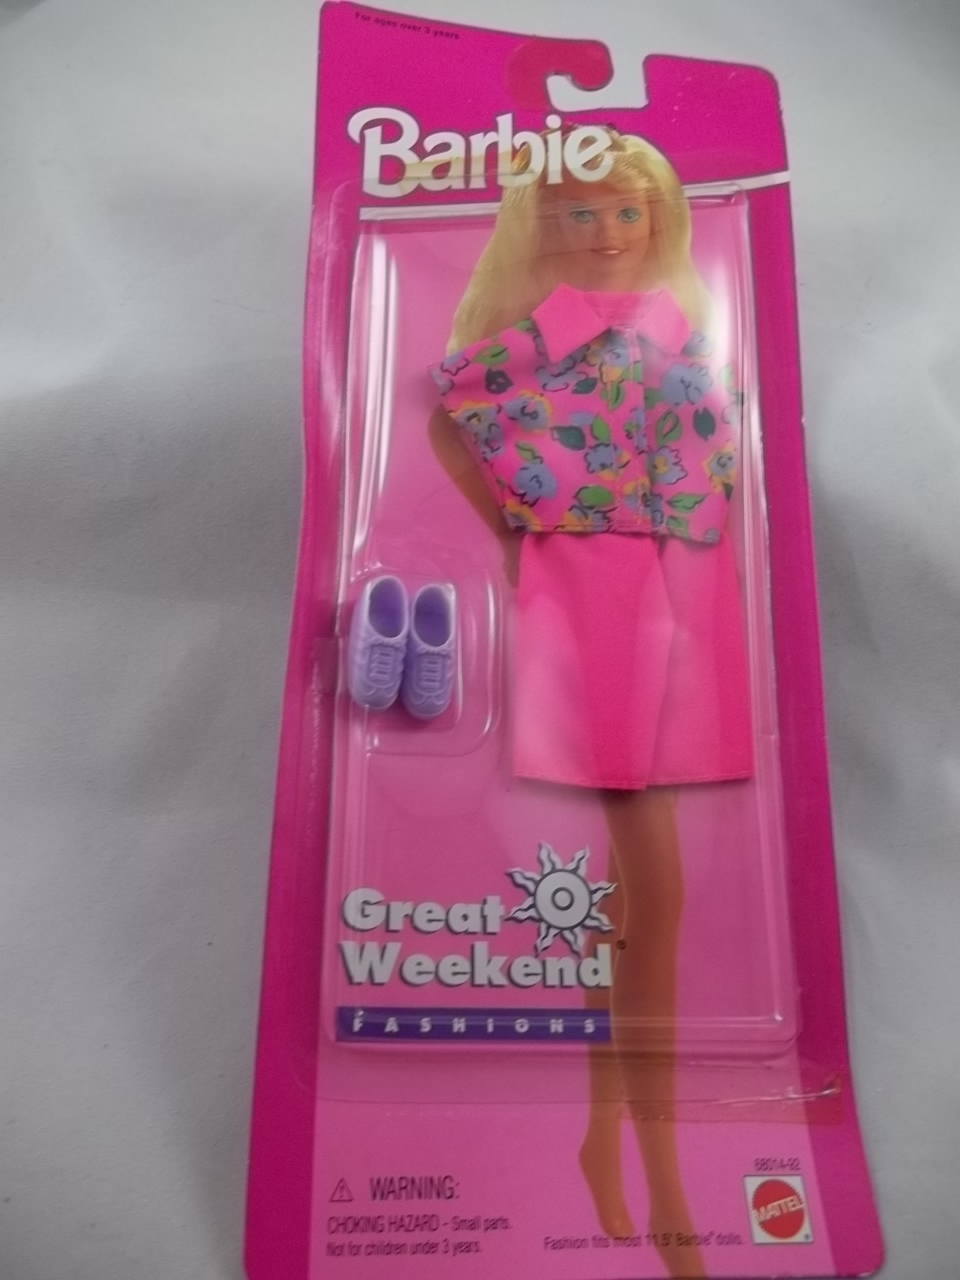 For ages over 3 years
Barbie®
Great
Weekend®
FASHIONS
⚠ WARNING:
CHOKING HAZARD - Small parts.
Not for children under 3 years.
68014-92
MATTEL®
Fashion fits most 11.5" Barbie® dolls.